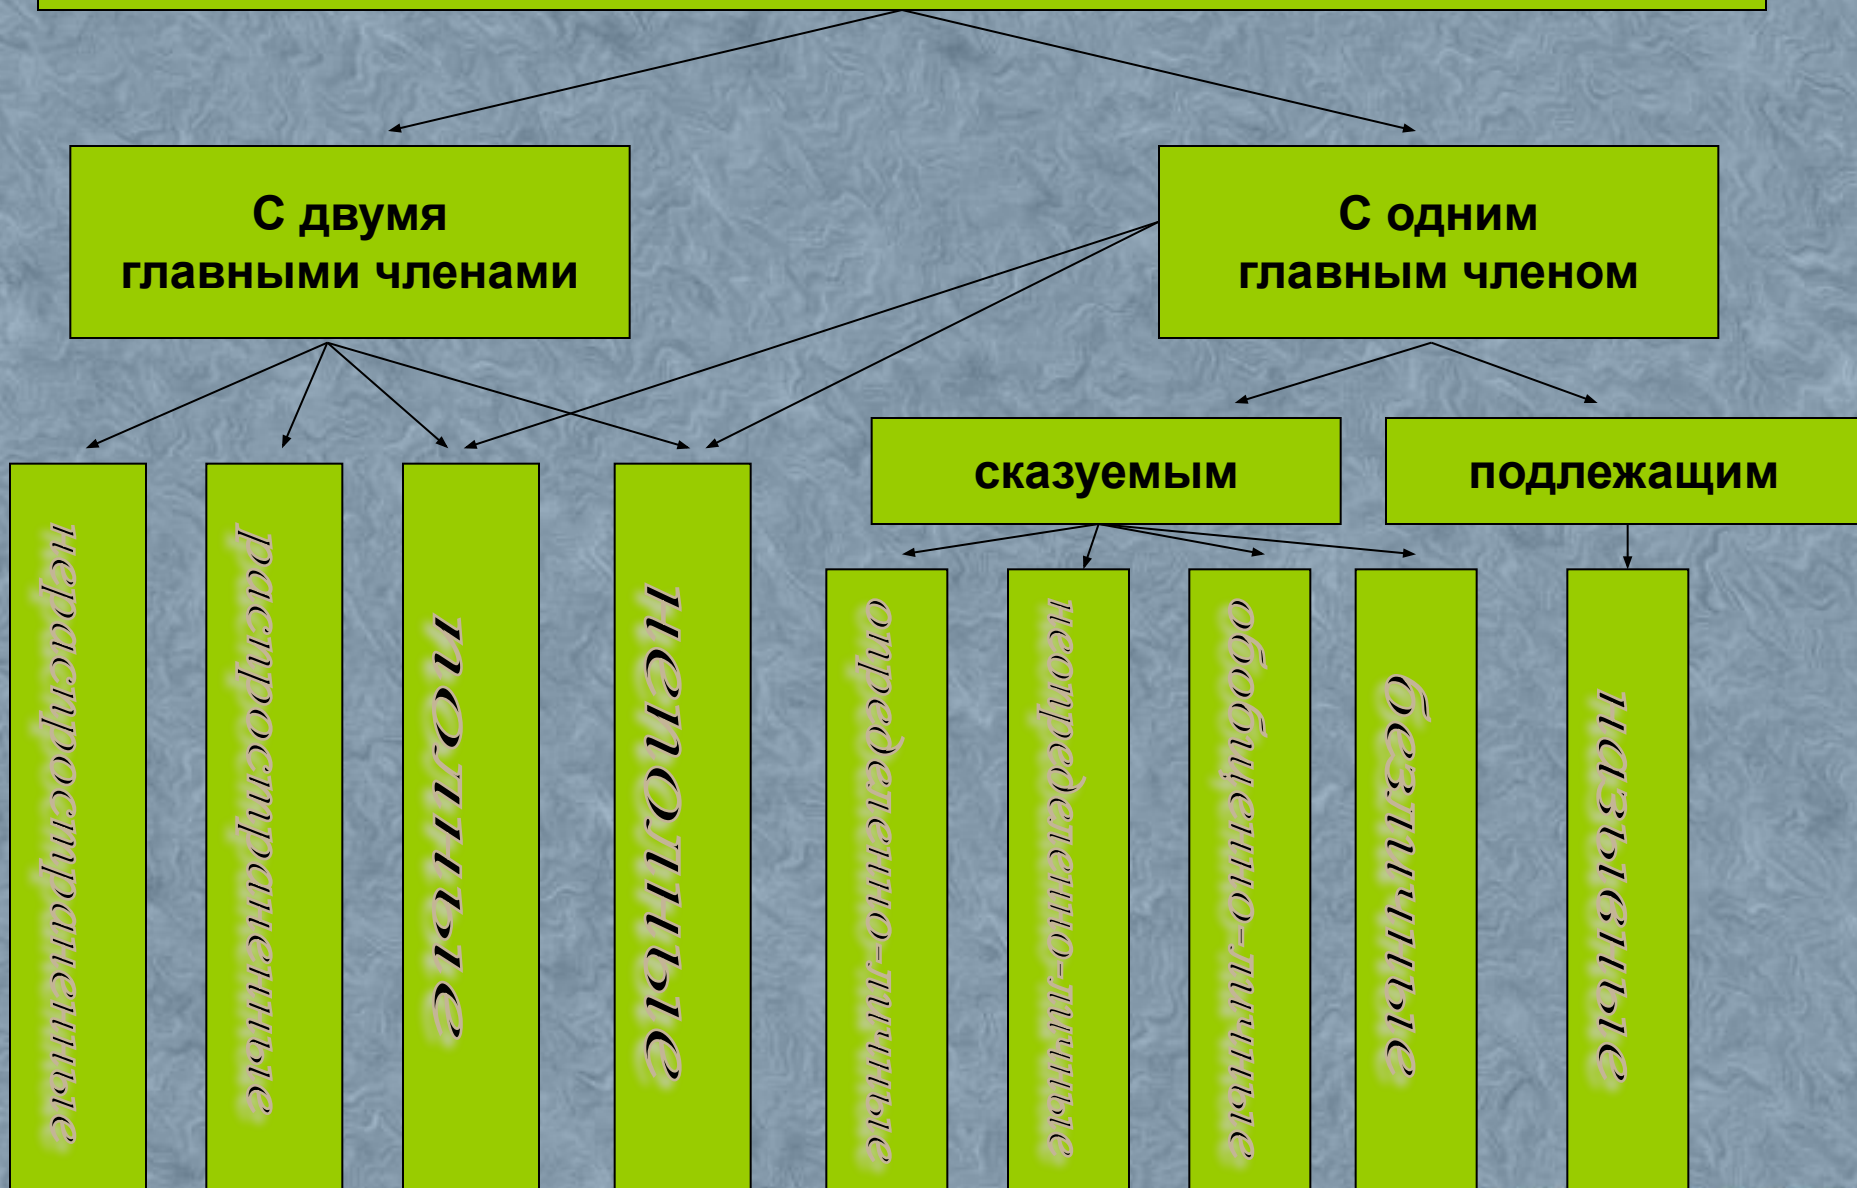 С двумя
главными членами
С одним
главным членом
сказуемым
подлежащим
нераспространенные
распространенные
полные
неполные
определенно-личные
неопределенно-личные
обобщенно-личные
безличные
назывные